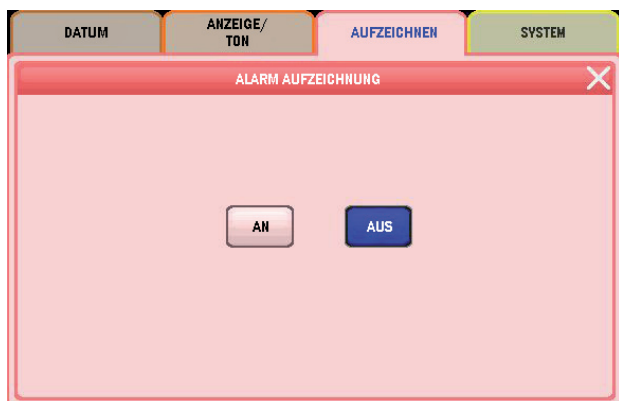 DATUM
ANZEIGE/
TON
AUFZEICHNEN
SYSTEM
ALARM AUFZEICHNUNG
AN
AUS